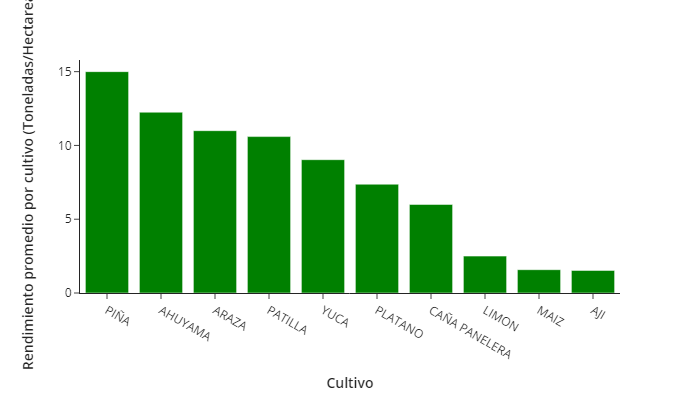 Rendimiento promedio por cultivo (Toneladas/Hectarea
15
10
5
0
PIÑA
AHUYAMA
ARAZA
PATILLA
YUCA
PLATANO
CAÑA PANELERA
LIMON
MAIZ
AJI
Cultivo